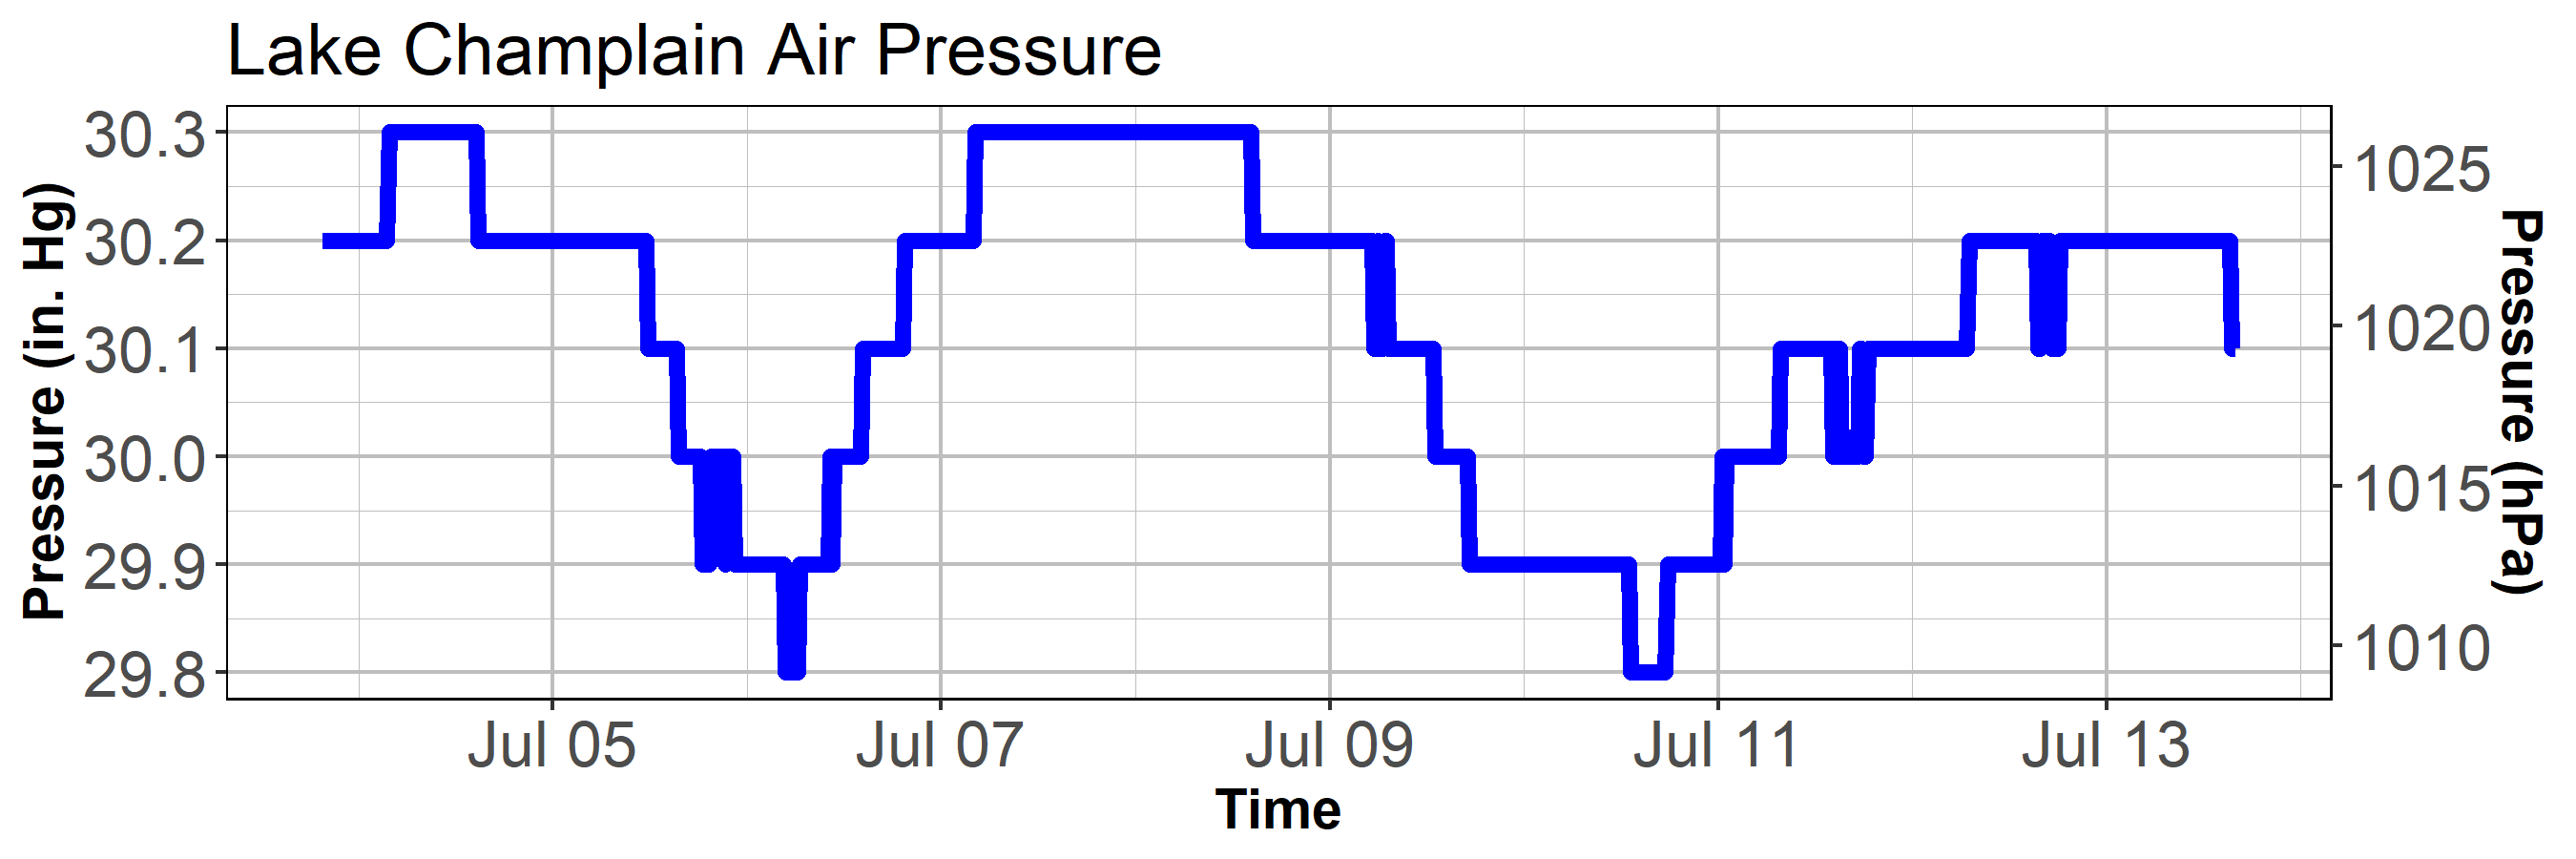 Lake Champlain Air Pressure
Pressure (in. Hg)
30.3
30.2
30.1
30.0
29.9
29.8
1025
1020
1015
1010
Pressure (hPa)
Jul 05 Jul 07 Jul 09 Jul 11 Jul 13
Time